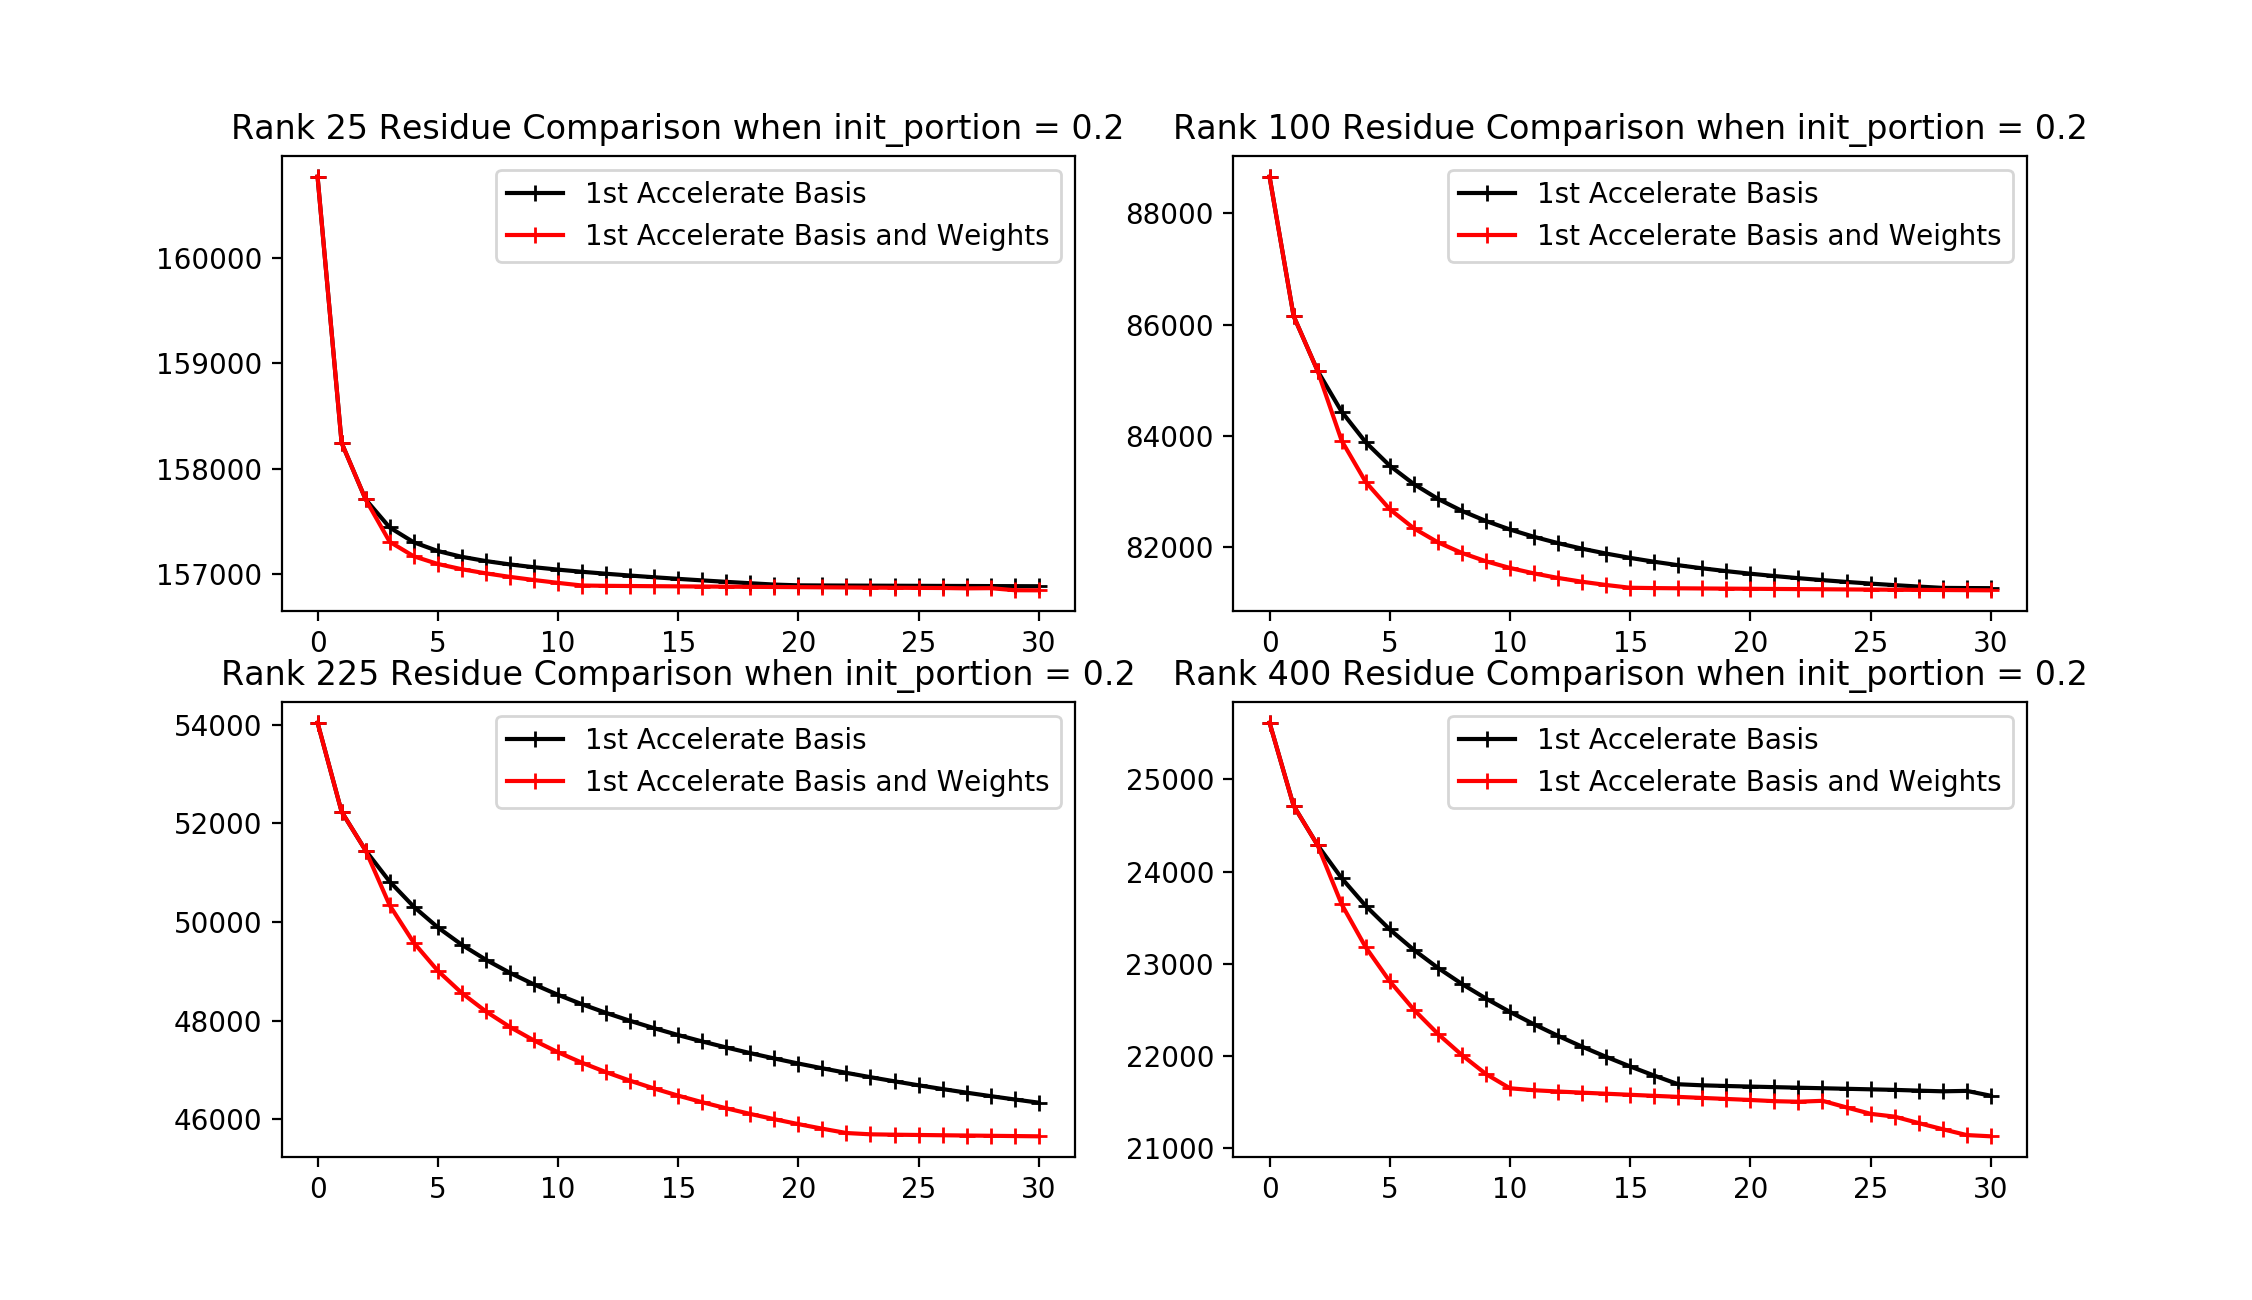 Rank 25 Residue Comparison when init_portion = 0.2
1st Accelerate Basis
1st Accelerate Basis and Weights
160000
159000
158000
157000
0 5 10 15 20 25 30
Rank 100 Residue Comparison when init_portion = 0.2
1st Accelerate Basis
1st Accelerate Basis and Weights
88000
86000
84000
82000
0 5 10 15 20 25 30
Rank 225 Residue Comparison when init_portion = 0.2
1st Accelerate Basis
1st Accelerate Basis and Weights
54000
52000
50000
48000
46000
0 5 10 15 20 25 30
Rank 400 Residue Comparison when init_portion = 0.2
1st Accelerate Basis
1st Accelerate Basis and Weights
25000
24000
23000
22000
21000
0 5 10 15 20 25 30